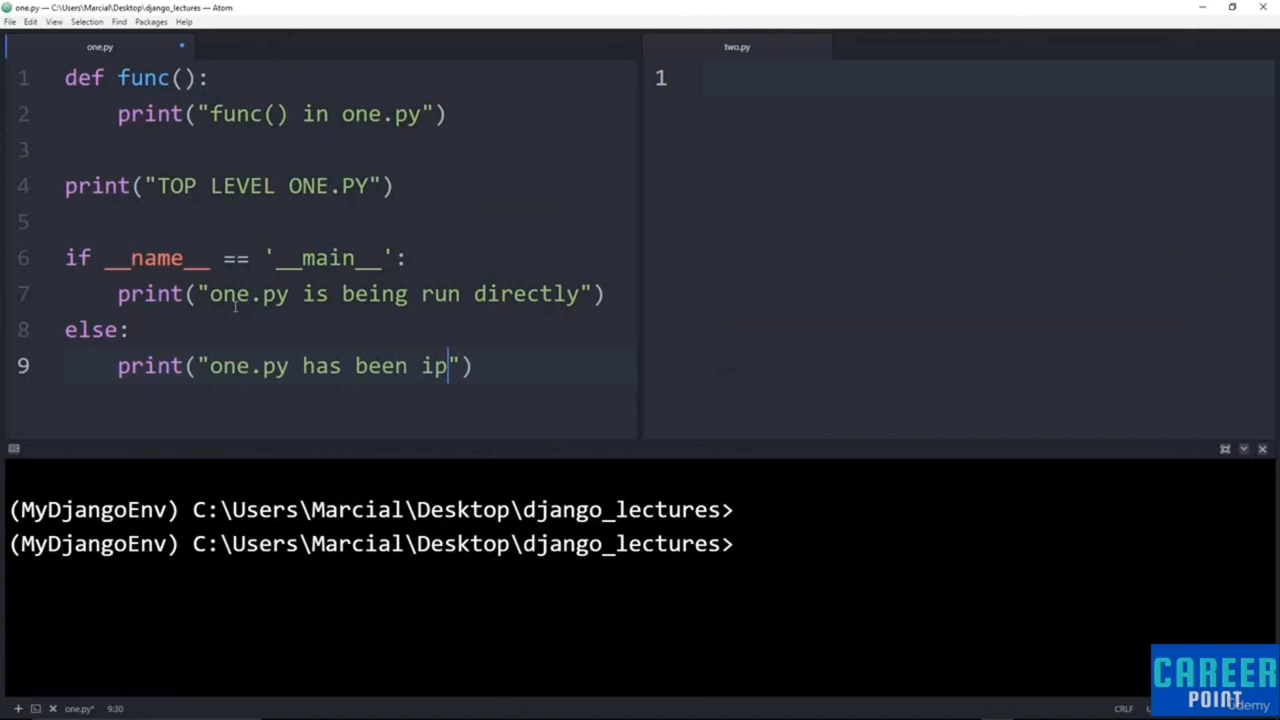 one.py — C:\Users\Marcial\Desktop\django_lectures — Atom
File Edit View Selection Find Packages Help
one.py
two.py
1 def func():
2 print("func() in one.py")
3
4 print("TOP LEVEL ONE.PY")
5
6 if __name__ == '__main__':
7 print("one.py is being run directly")
8 else:
9 print("one.py has been ip")
1
(MyDjangoEnv) C:\Users\Marcial\Desktop\django_lectures>
(MyDjangoEnv) C:\Users\Marcial\Desktop\django_lectures>
CAREER
POINT
one.py* 9:30
CRLF
Udemy